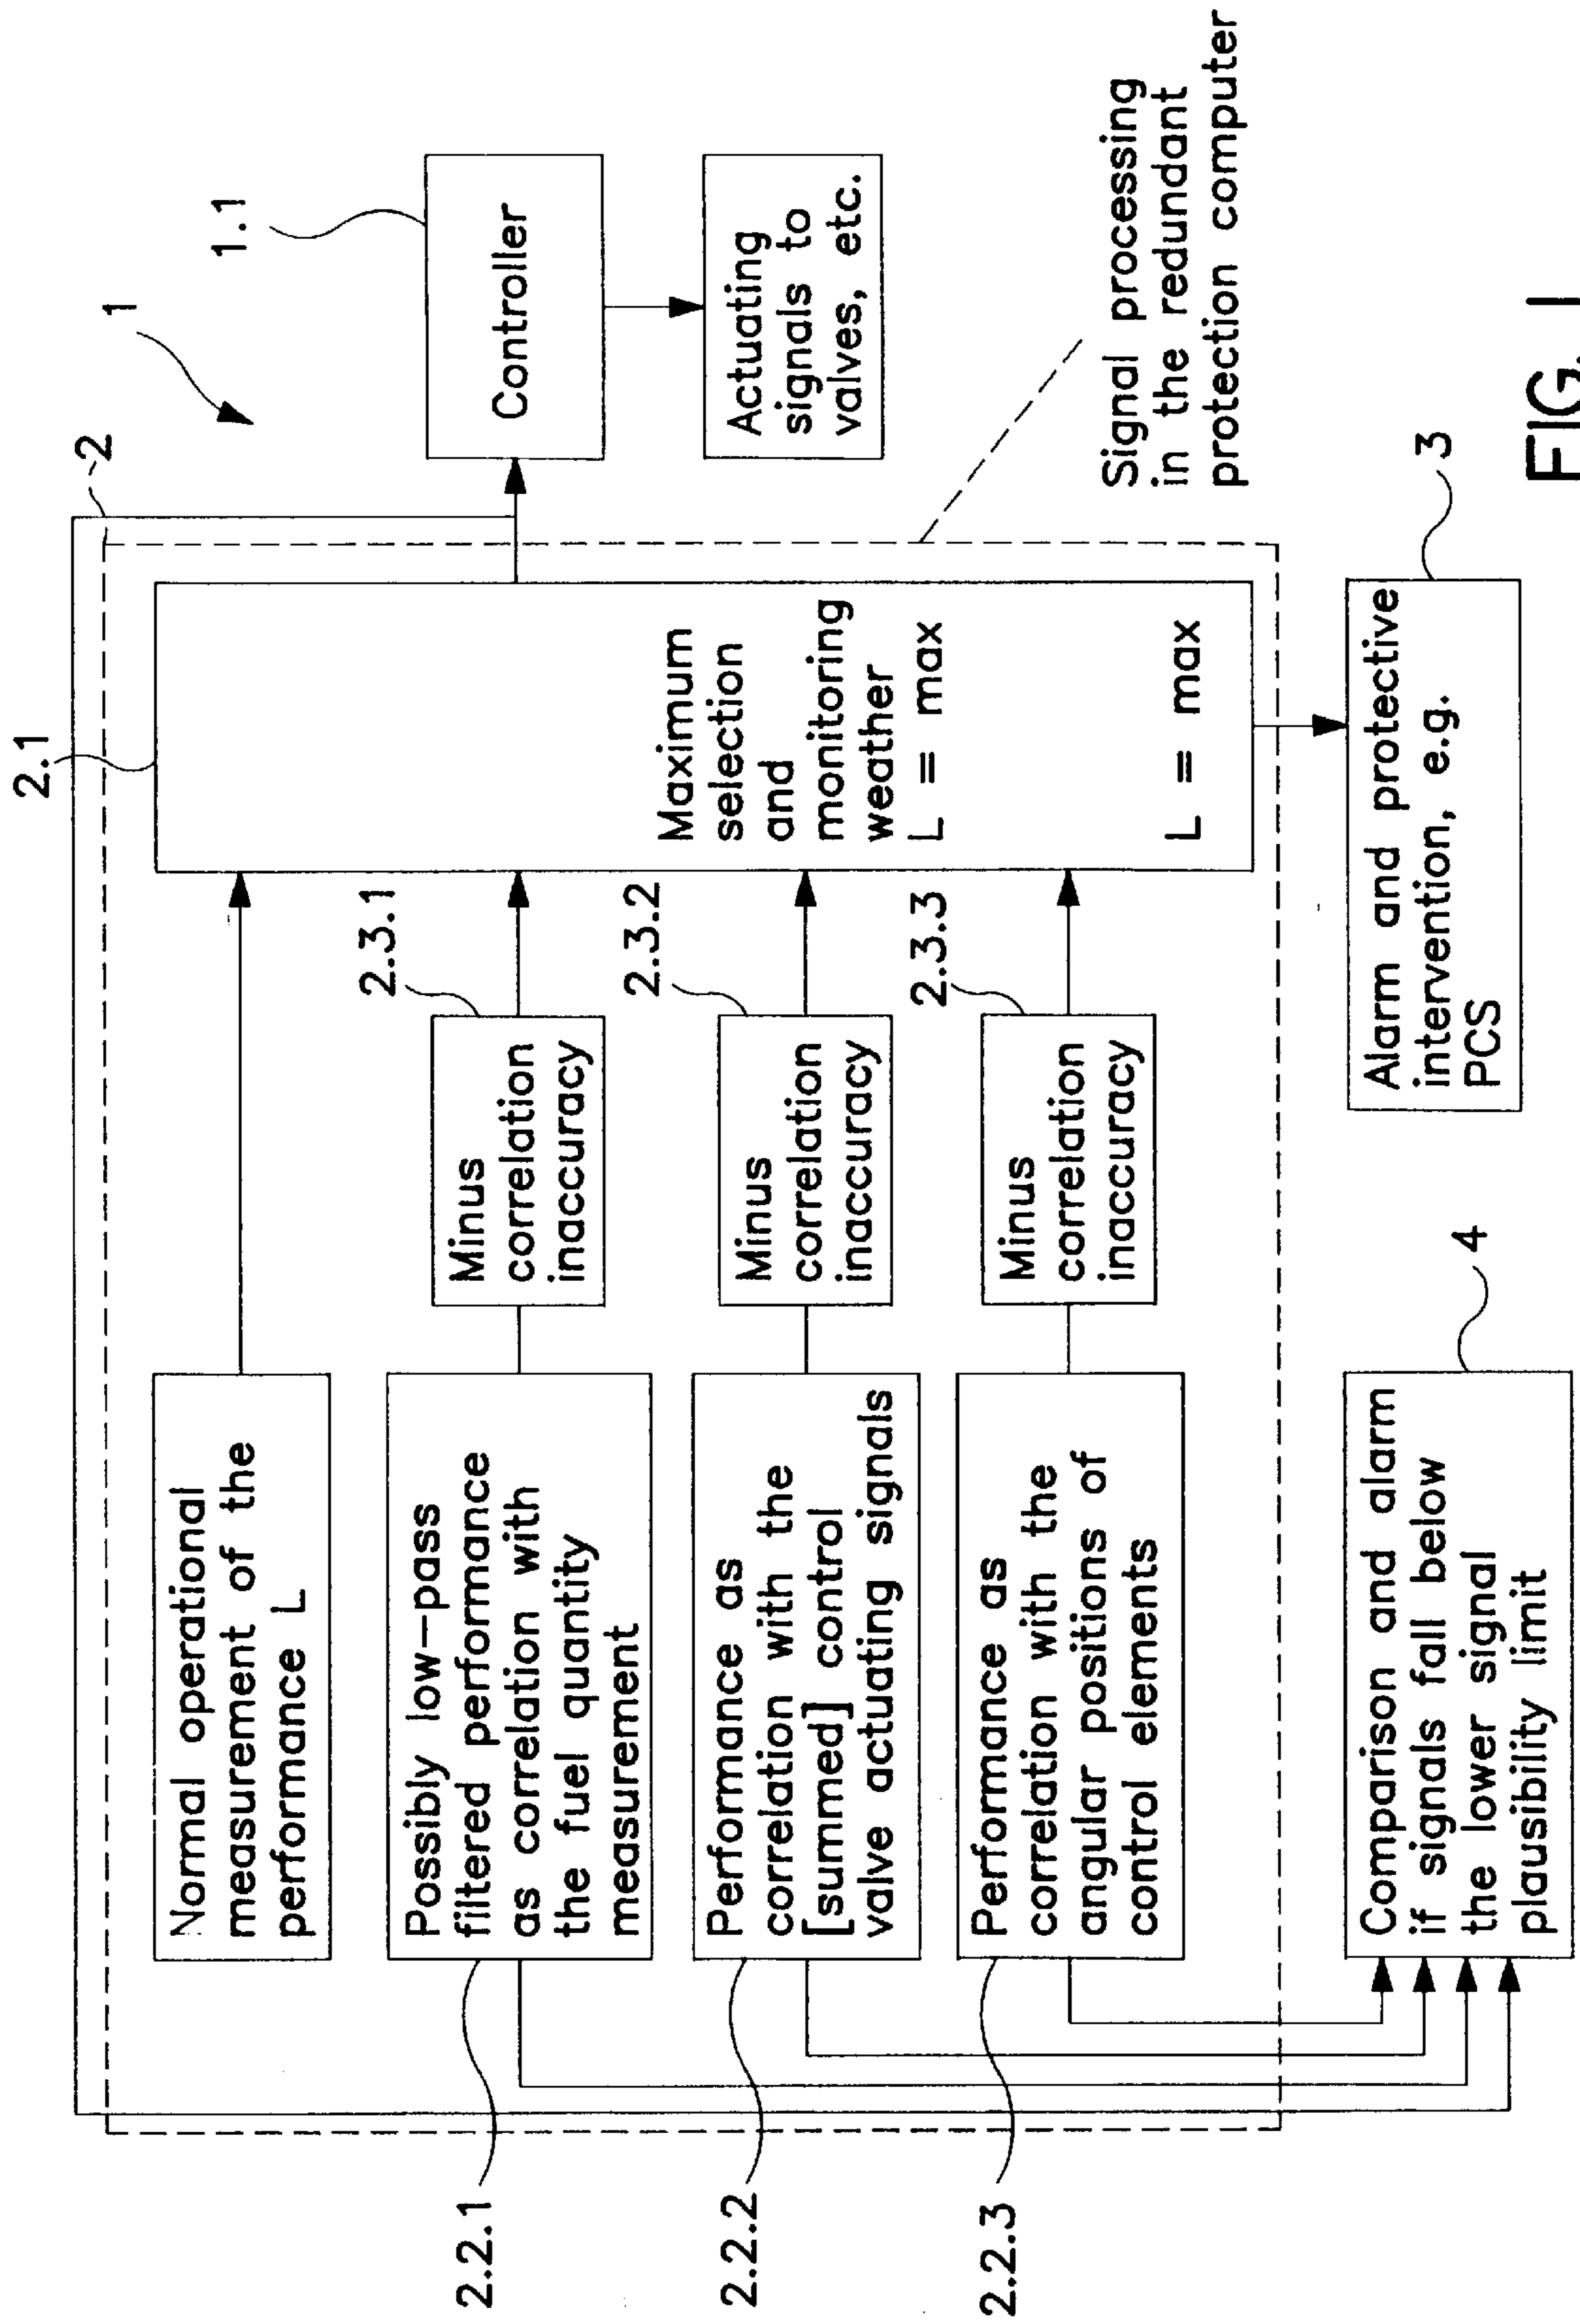 1
1.1
Controller
Actuating
signals to
valves, etc.
2
2.1
Maximum
selection
and
monitoring
weather
L = max
L = max
Signal processing
in the redundant
protection computer
Normal operational
measurement of the
performance L
2.2.1
Possibly low-pass
filtered performance
as correlation with
the fuel quantity
measurement
2.3.1
Minus
correlation
inaccuracy
2.2.2
Performance as
correlation with the
[summed] control
valve actuating signals
2.3.2
Minus
correlation
inaccuracy
2.2.3
Performance as
correlation with the
angular positions of
control elements
2.3.3
Minus
correlation
inaccuracy
4
Comparison and alarm
if signals fall below
the lower signal
plausibility limit
3
Alarm and protective
intervention, e.g.
PCS
FIG. 1